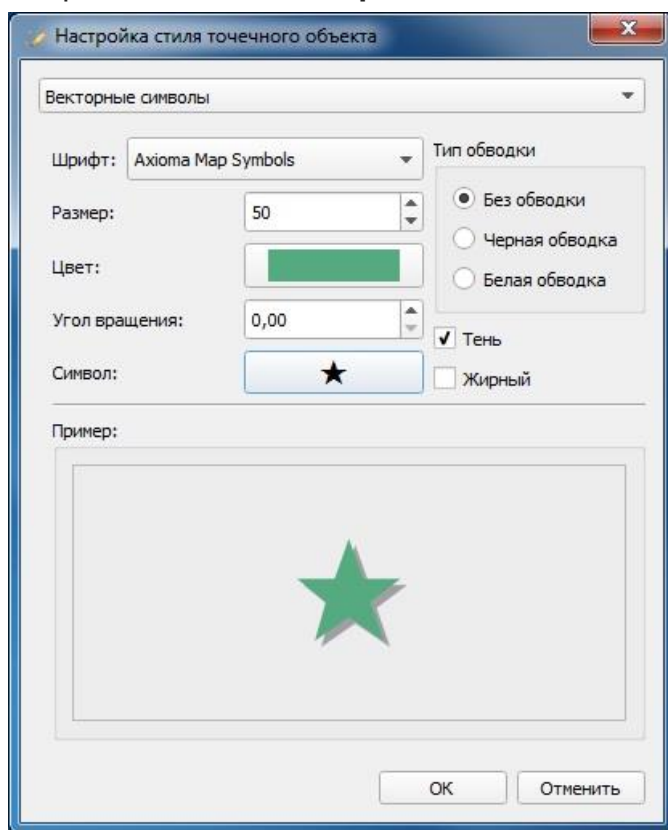 Настройка стиля точечного объекта
Векторные символы
Шрифт: Axioma Map Symbols
Тип обводки
Размер: 50
Без обводки
Черная обводка
Цвет:
Белая обводка
Угол вращения: 0,00
Тень
Символ:
Жирный
Пример:
ОК Отменить